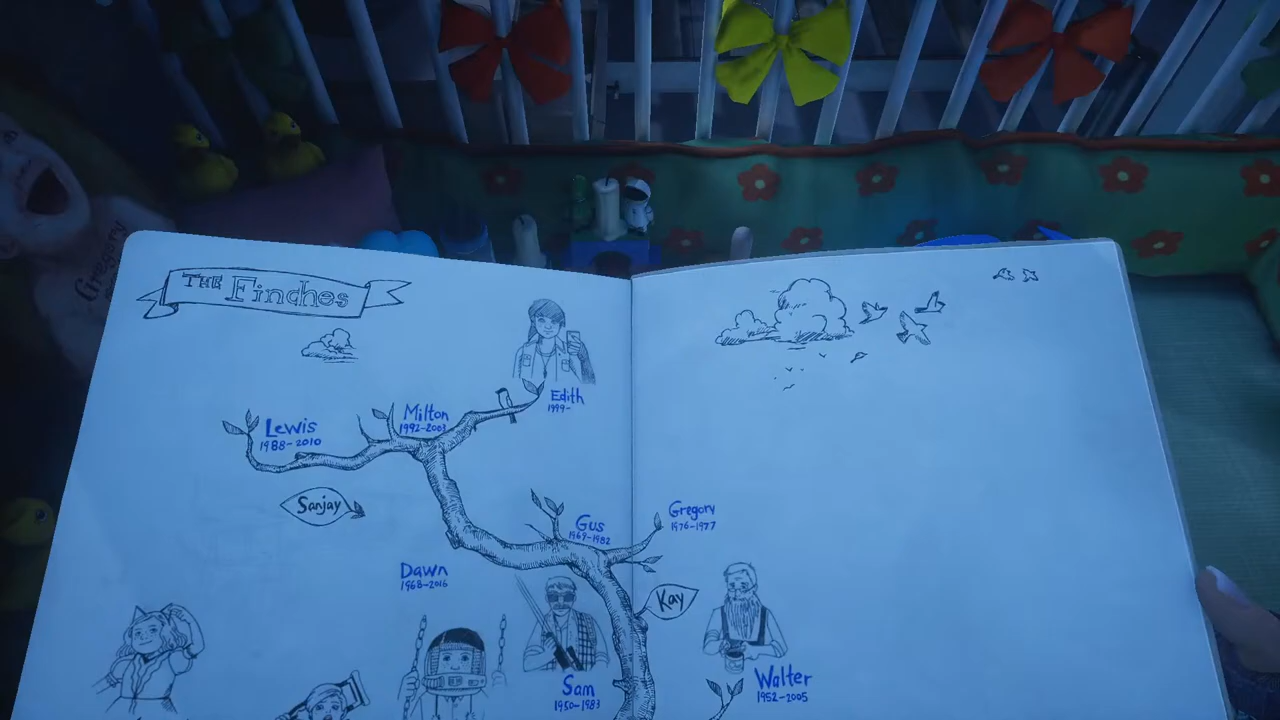 THE Finches
Edith
1999-
Milton
1992-2003
Lewis
1988-2010
Sanjay
Gregory
1976-1977
Gus
1969-1982
Dawn
1968-2016
Kay
Sam
1950-1983
Walter
1952-2005
Gregory